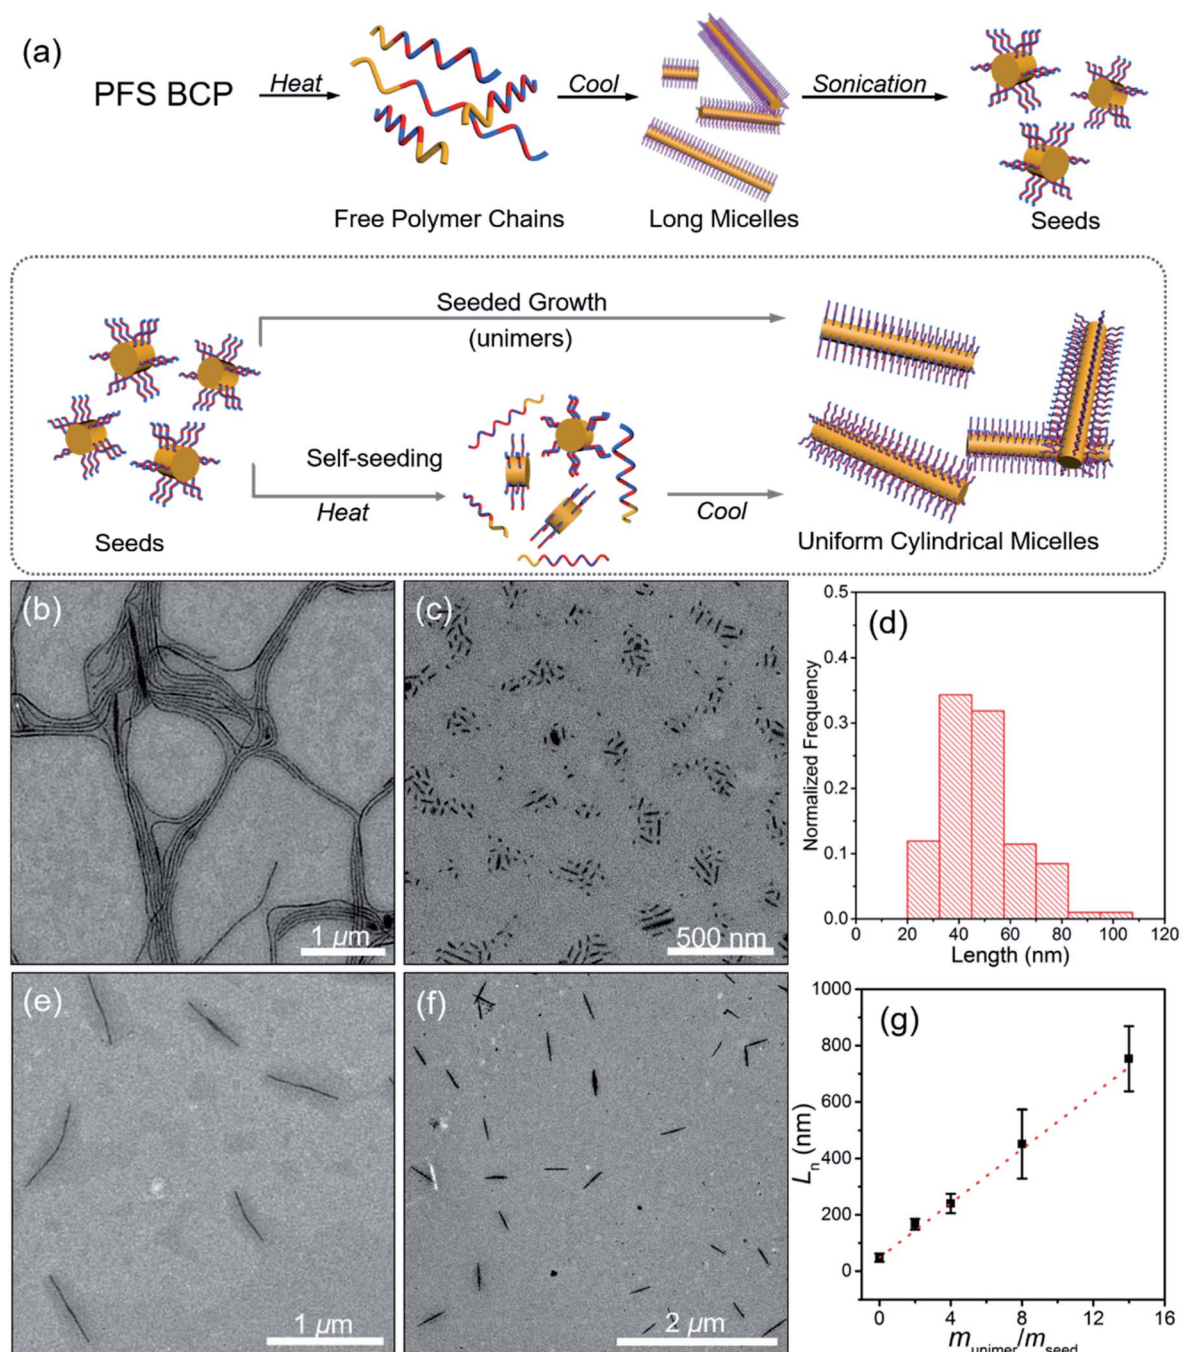 (a)
PFS BCP
Heat
Cool
Sonication
Free Polymer Chains
Long Micelles
Seeds
Seeded Growth
(unimers)
Self-seeding
Heat
Cool
Seeds
Uniform Cylindrical Micelles
(b)
1 µm
(c)
500 nm
(d)
Normalized Frequency
0.5
0.4
0.3
0.2
0.1
0.0
0 20 40 60 80 100 120
Length (nm)
(e)
1 µm
(f)
2 µm
(g)
Lₙ (nm)
1000
800
600
400
200
0
0 4 8 12 16
m_unimer/m_seed